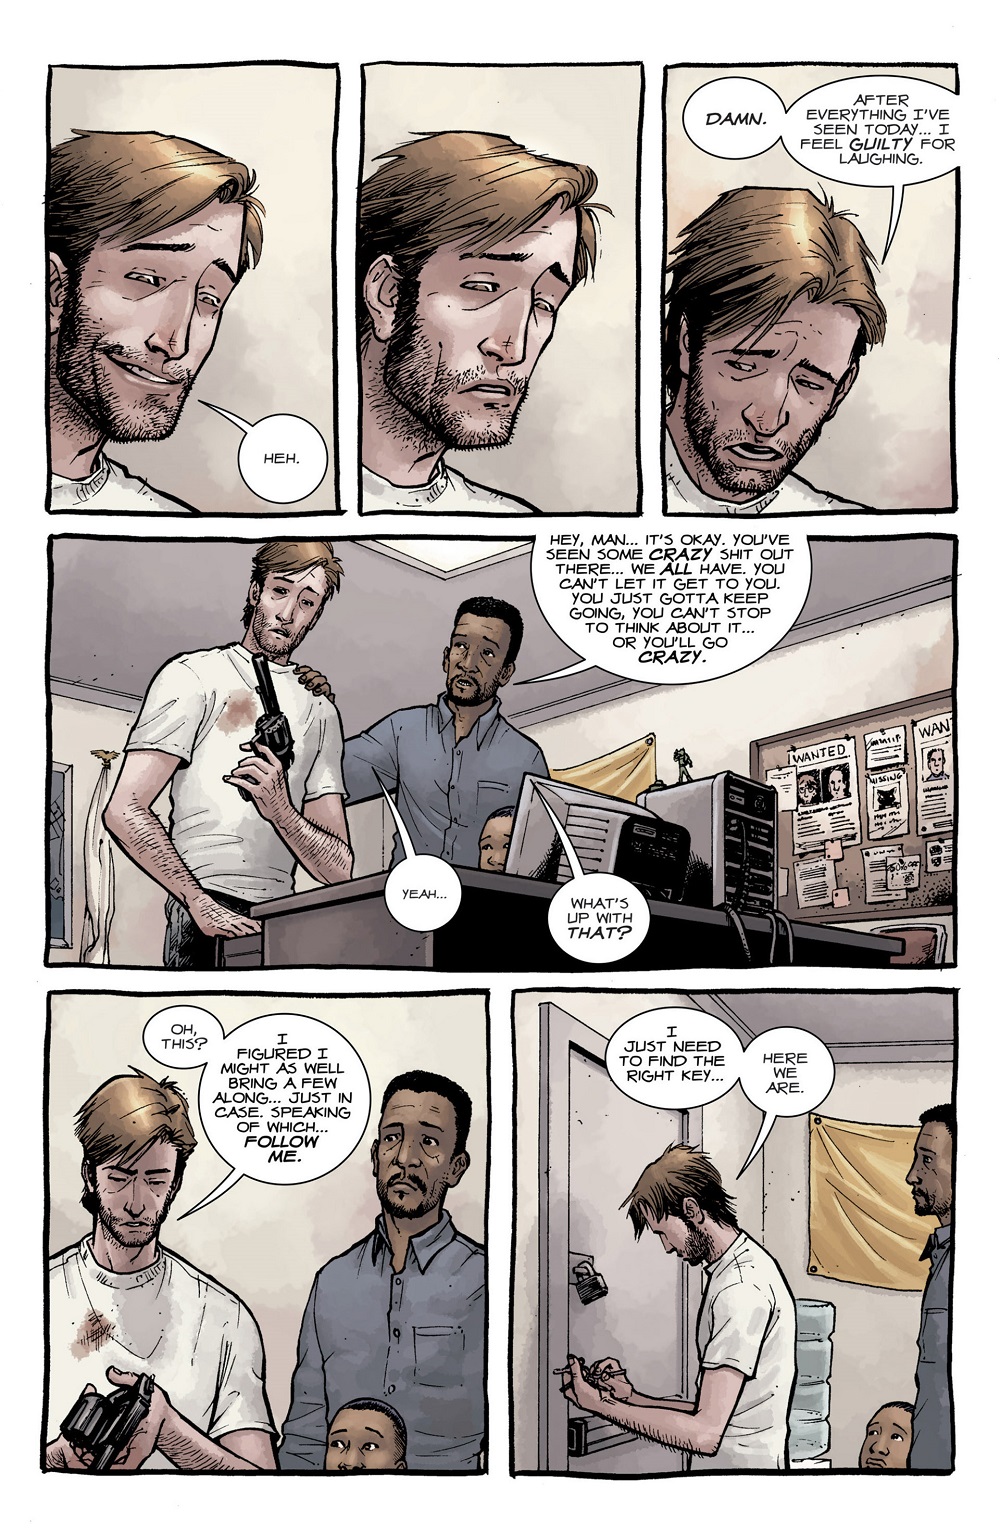 HEH.
DAMN.
AFTER
EVERYTHING I'VE
SEEN TODAY... I
FEEL GUILTY FOR
LAUGHING.
HEY, MAN... IT'S OKAY. YOU'VE
SEEN SOME CRAZY SHIT OUT
THERE... WE ALL HAVE. YOU
CAN'T LET IT GET TO YOU.
YOU JUST GOTTA KEEP
GOING, YOU CAN'T STOP
TO THINK ABOUT IT...
OR YOU'LL GO
CRAZY.
YEAH...
WHAT'S
UP WITH
THAT?
WANTED
MISSING
WAN
50% OFF
OH,
THIS?
I
FIGURED I
MIGHT AS WELL
BRING A FEW
ALONG... JUST IN
CASE. SPEAKING
OF WHICH...
FOLLOW
ME.
I
JUST NEED
TO FIND THE
RIGHT KEY...
HERE
WE
ARE.